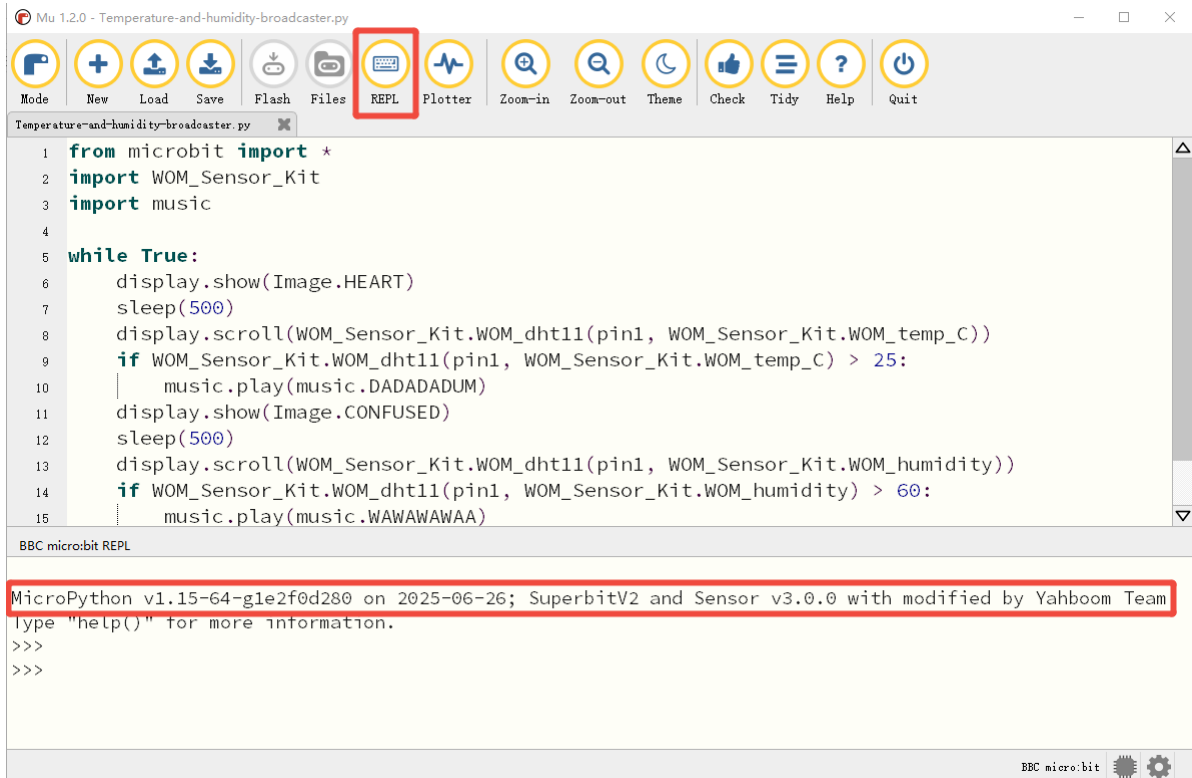 Mu 1.2.0 - Temperature-and-humidity-broadcaster.py
Mode New Load Save Flash Files REPL Plotter Zoom-in Zoom-out Theme Check Tidy Help Quit
Temperature-and-humidity-broadcaster.py
1 from microbit import *
2 import WOM_Sensor_Kit
3 import music
4
5 while True:
6     display.show(Image.HEART)
7     sleep(500)
8     display.scroll(WOM_Sensor_Kit.WOM_dht11(pin1, WOM_Sensor_Kit.WOM_temp_C))
9     if WOM_Sensor_Kit.WOM_dht11(pin1, WOM_Sensor_Kit.WOM_temp_C) > 25:
10         music.play(music.DADADADUM)
11     display.show(Image.CONFUSED)
12     sleep(500)
13     display.scroll(WOM_Sensor_Kit.WOM_dht11(pin1, WOM_Sensor_Kit.WOM_humidity))
14     if WOM_Sensor_Kit.WOM_dht11(pin1, WOM_Sensor_Kit.WOM_humidity) > 60:
15         music.play(music.WAWAWAWAA)
BBC micro:bit REPL
MicroPython v1.15-64-g1e2f0d280 on 2025-06-26; SuperbitV2 and Sensor v3.0.0 with modified by Yahboom Team
Type "help()" for more information.
>>>
>>>
BBC micro:bit